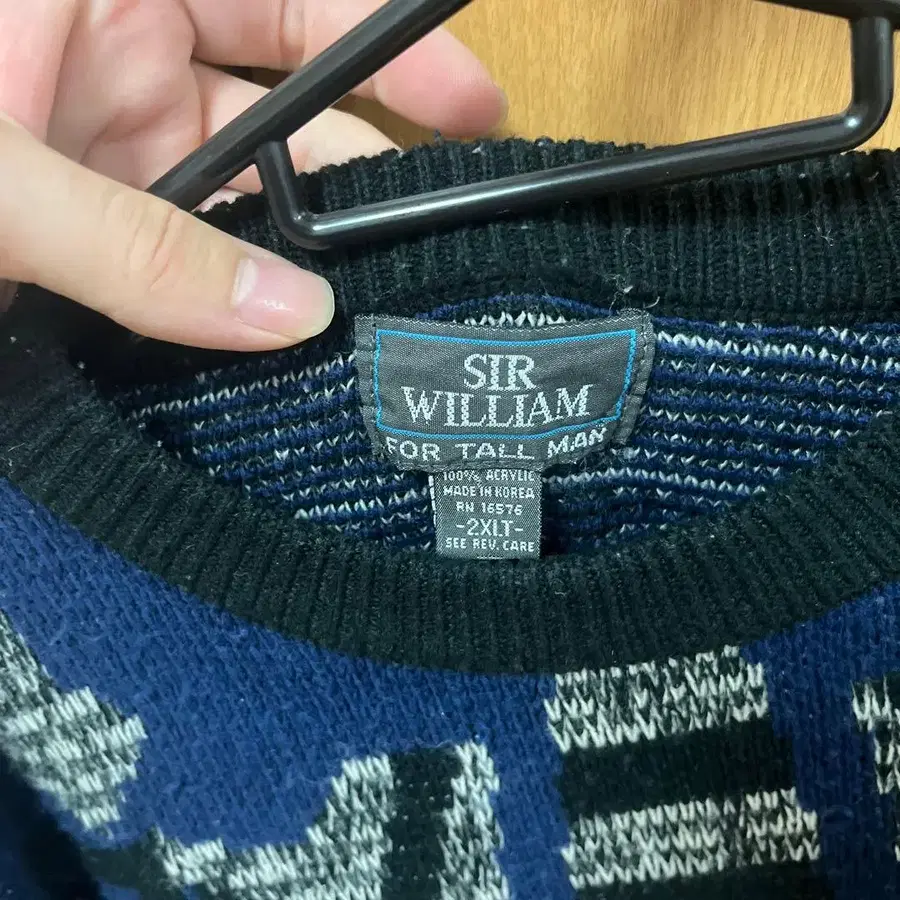 SIR
WILLIAM
FOR TALL MAN
100% ACRYLIC
MADE IN KOREA
RN 16576
-2XLT-
SEE REV. CARE